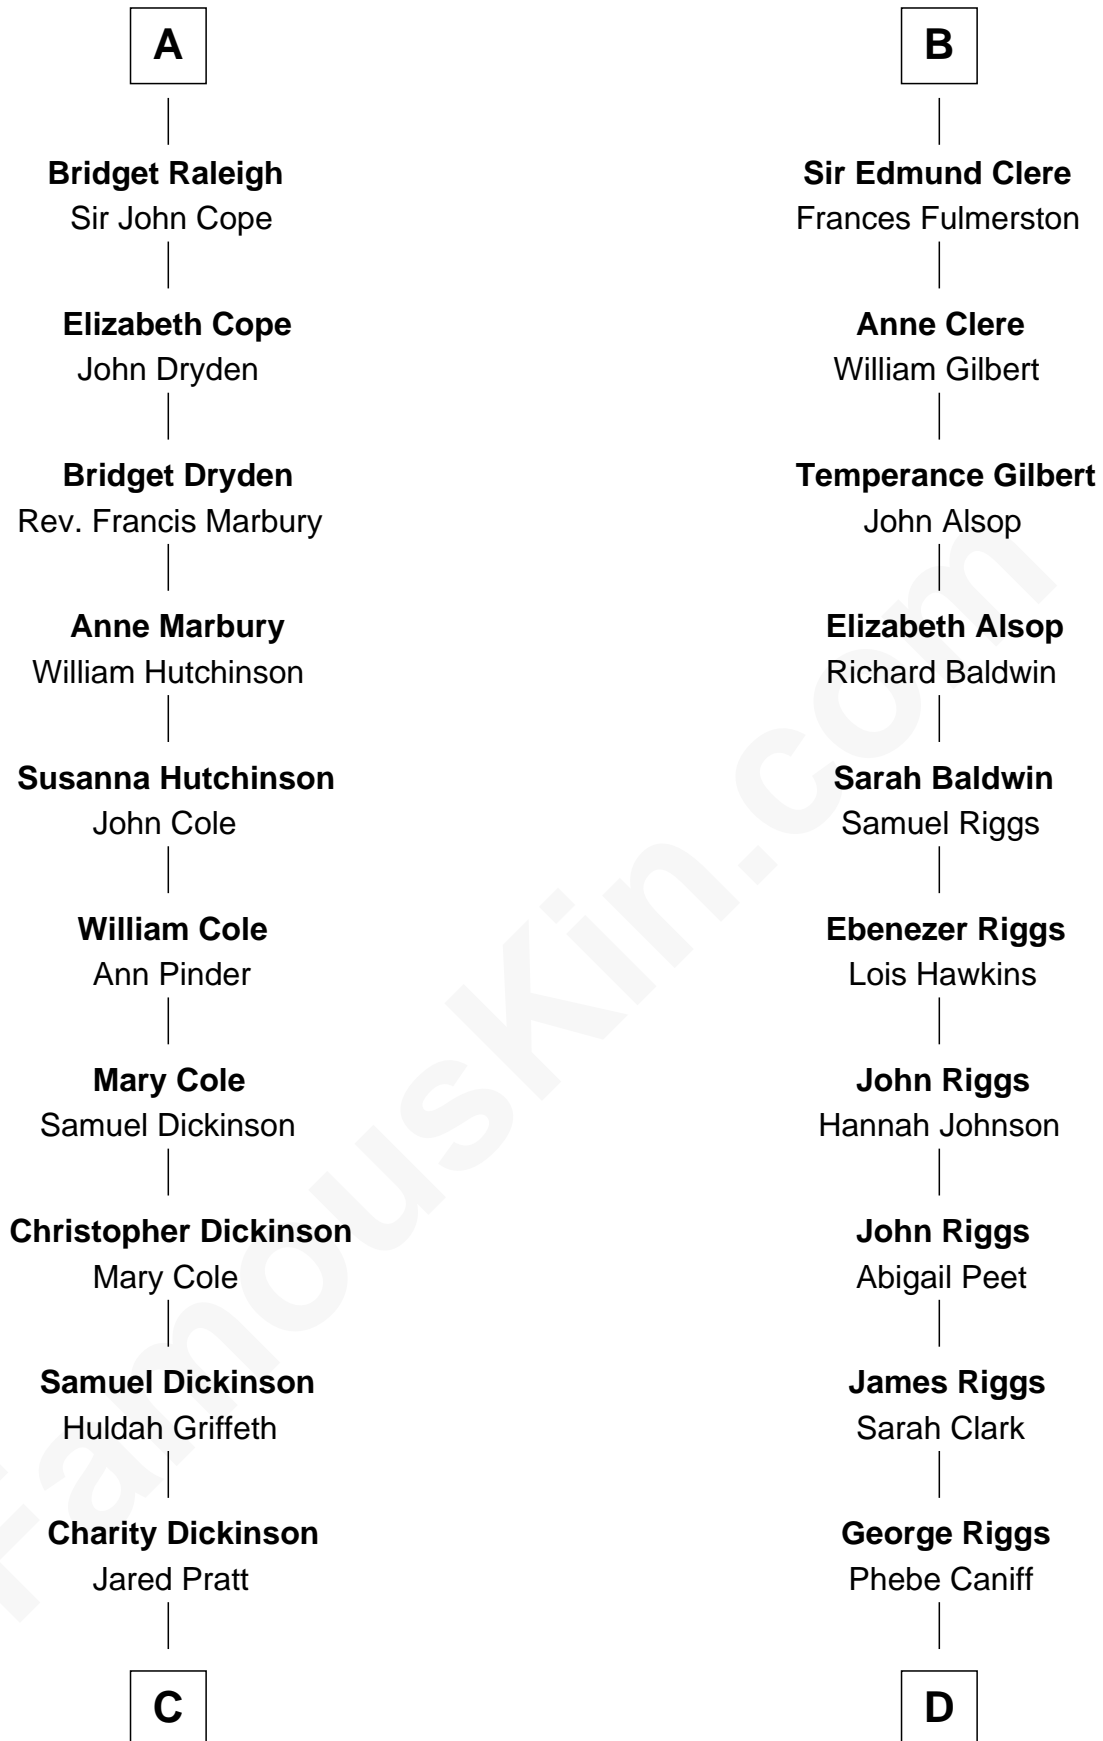 A
Bridget Raleigh
Sir John Cope
Elizabeth Cope
John Dryden
Bridget Dryden
Rev. Francis Marbury
Anne Marbury
William Hutchinson
Susanna Hutchinson
John Cole
William Cole
Ann Pinder
Mary Cole
Samuel Dickinson
Christopher Dickinson
Mary Cole
Samuel Dickinson
Huldah Griffeth
Charity Dickinson
Jared Pratt
C
B
Sir Edmund Clere
Frances Fulmerston
Anne Clere
William Gilbert
Temperance Gilbert
John Alsop
Elizabeth Alsop
Richard Baldwin
Sarah Baldwin
Samuel Riggs
Ebenezer Riggs
Lois Hawkins
John Riggs
Hannah Johnson
John Riggs
Abigail Peet
James Riggs
Sarah Clark
George Riggs
Phebe Caniff
D
FamousKin.com